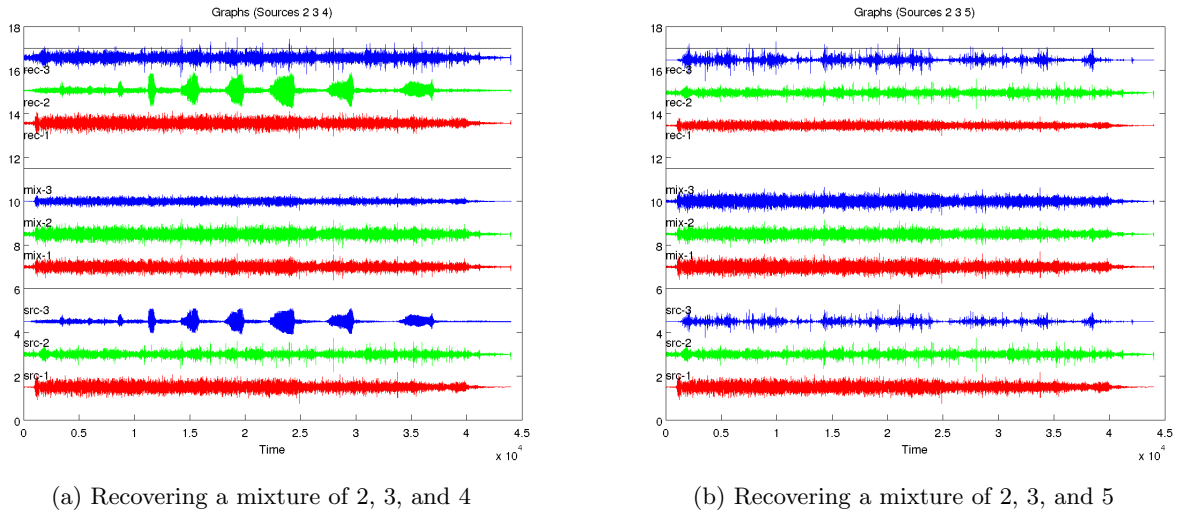 Graphs (Sources 2 3 4)
18
16
14
12
10
8
6
4
2
0
rec-3
rec-2
rec-1
mix-3
mix-2
mix-1
src-3
src-2
src-1
0 0.5 1 1.5 2 2.5 3 3.5 4 4.5
Time
x 10^4
(a) Recovering a mixture of 2, 3, and 4
Graphs (Sources 2 3 5)
18
16
14
12
10
8
6
4
2
0
rec-3
rec-2
rec-1
mix-3
mix-2
mix-1
src-3
src-2
src-1
0 0.5 1 1.5 2 2.5 3 3.5 4 4.5
Time
x 10^4
(b) Recovering a mixture of 2, 3, and 5